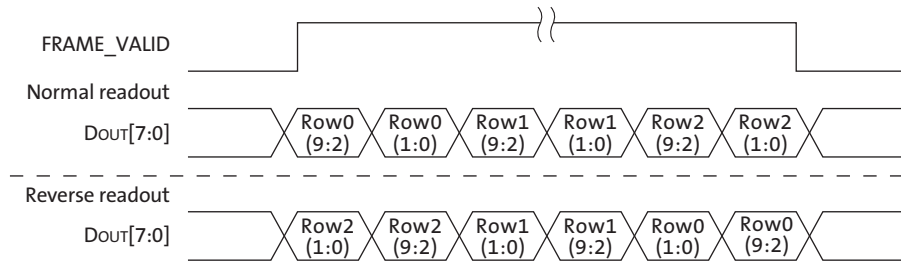 FRAME_VALID
Normal readout
DOUT[7:0]
Row0 Row0 Row1 Row1 Row2 Row2
(9:2) (1:0) (9:2) (1:0) (9:2) (1:0)
Reverse readout
DOUT[7:0]
Row2 Row2 Row1 Row1 Row0 Row0
(1:0) (9:2) (1:0) (9:2) (1:0) (9:2)